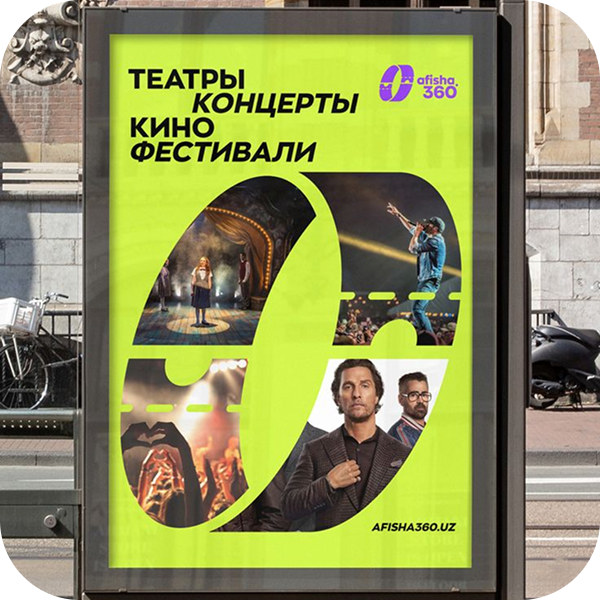 ТЕАТРЫ
КОНЦЕРТЫ
КИНО
ФЕСТИВАЛИ
afisha
360°
AFISHA360.UZ